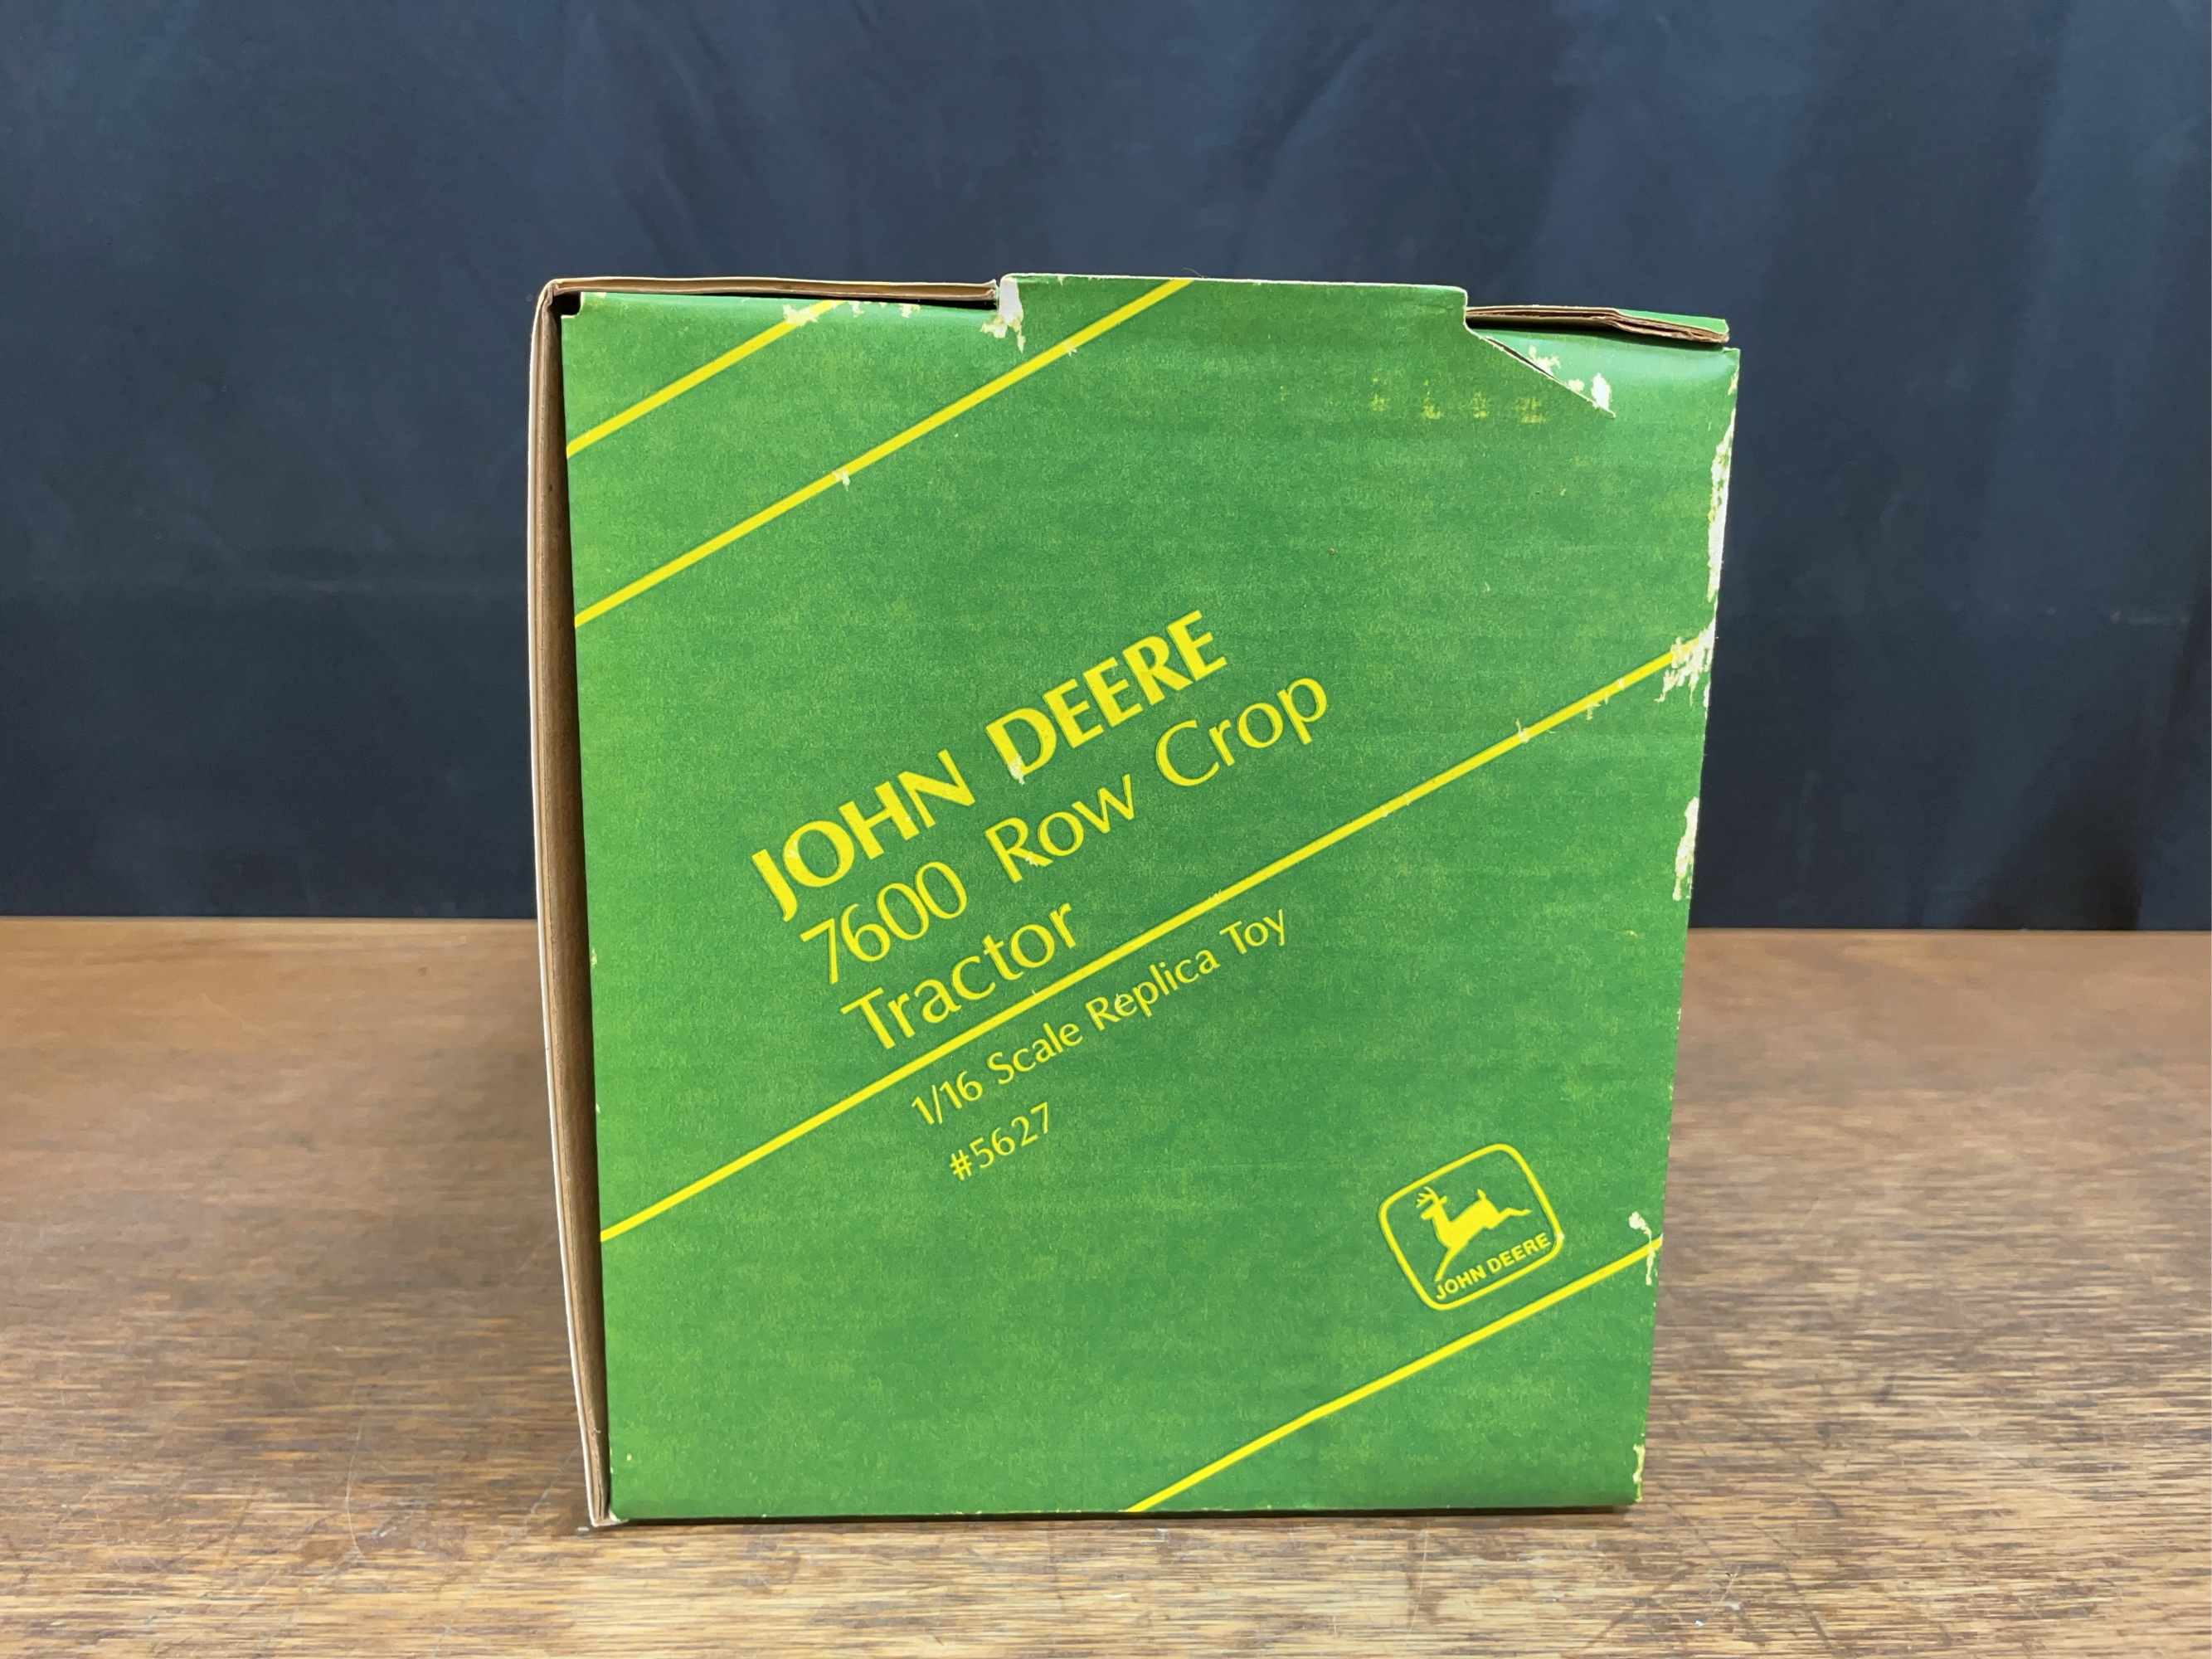 JOHN DEERE
7600 Row Crop
Tractor
1/16 Scale Replica Toy
#5627
JOHN DEERE